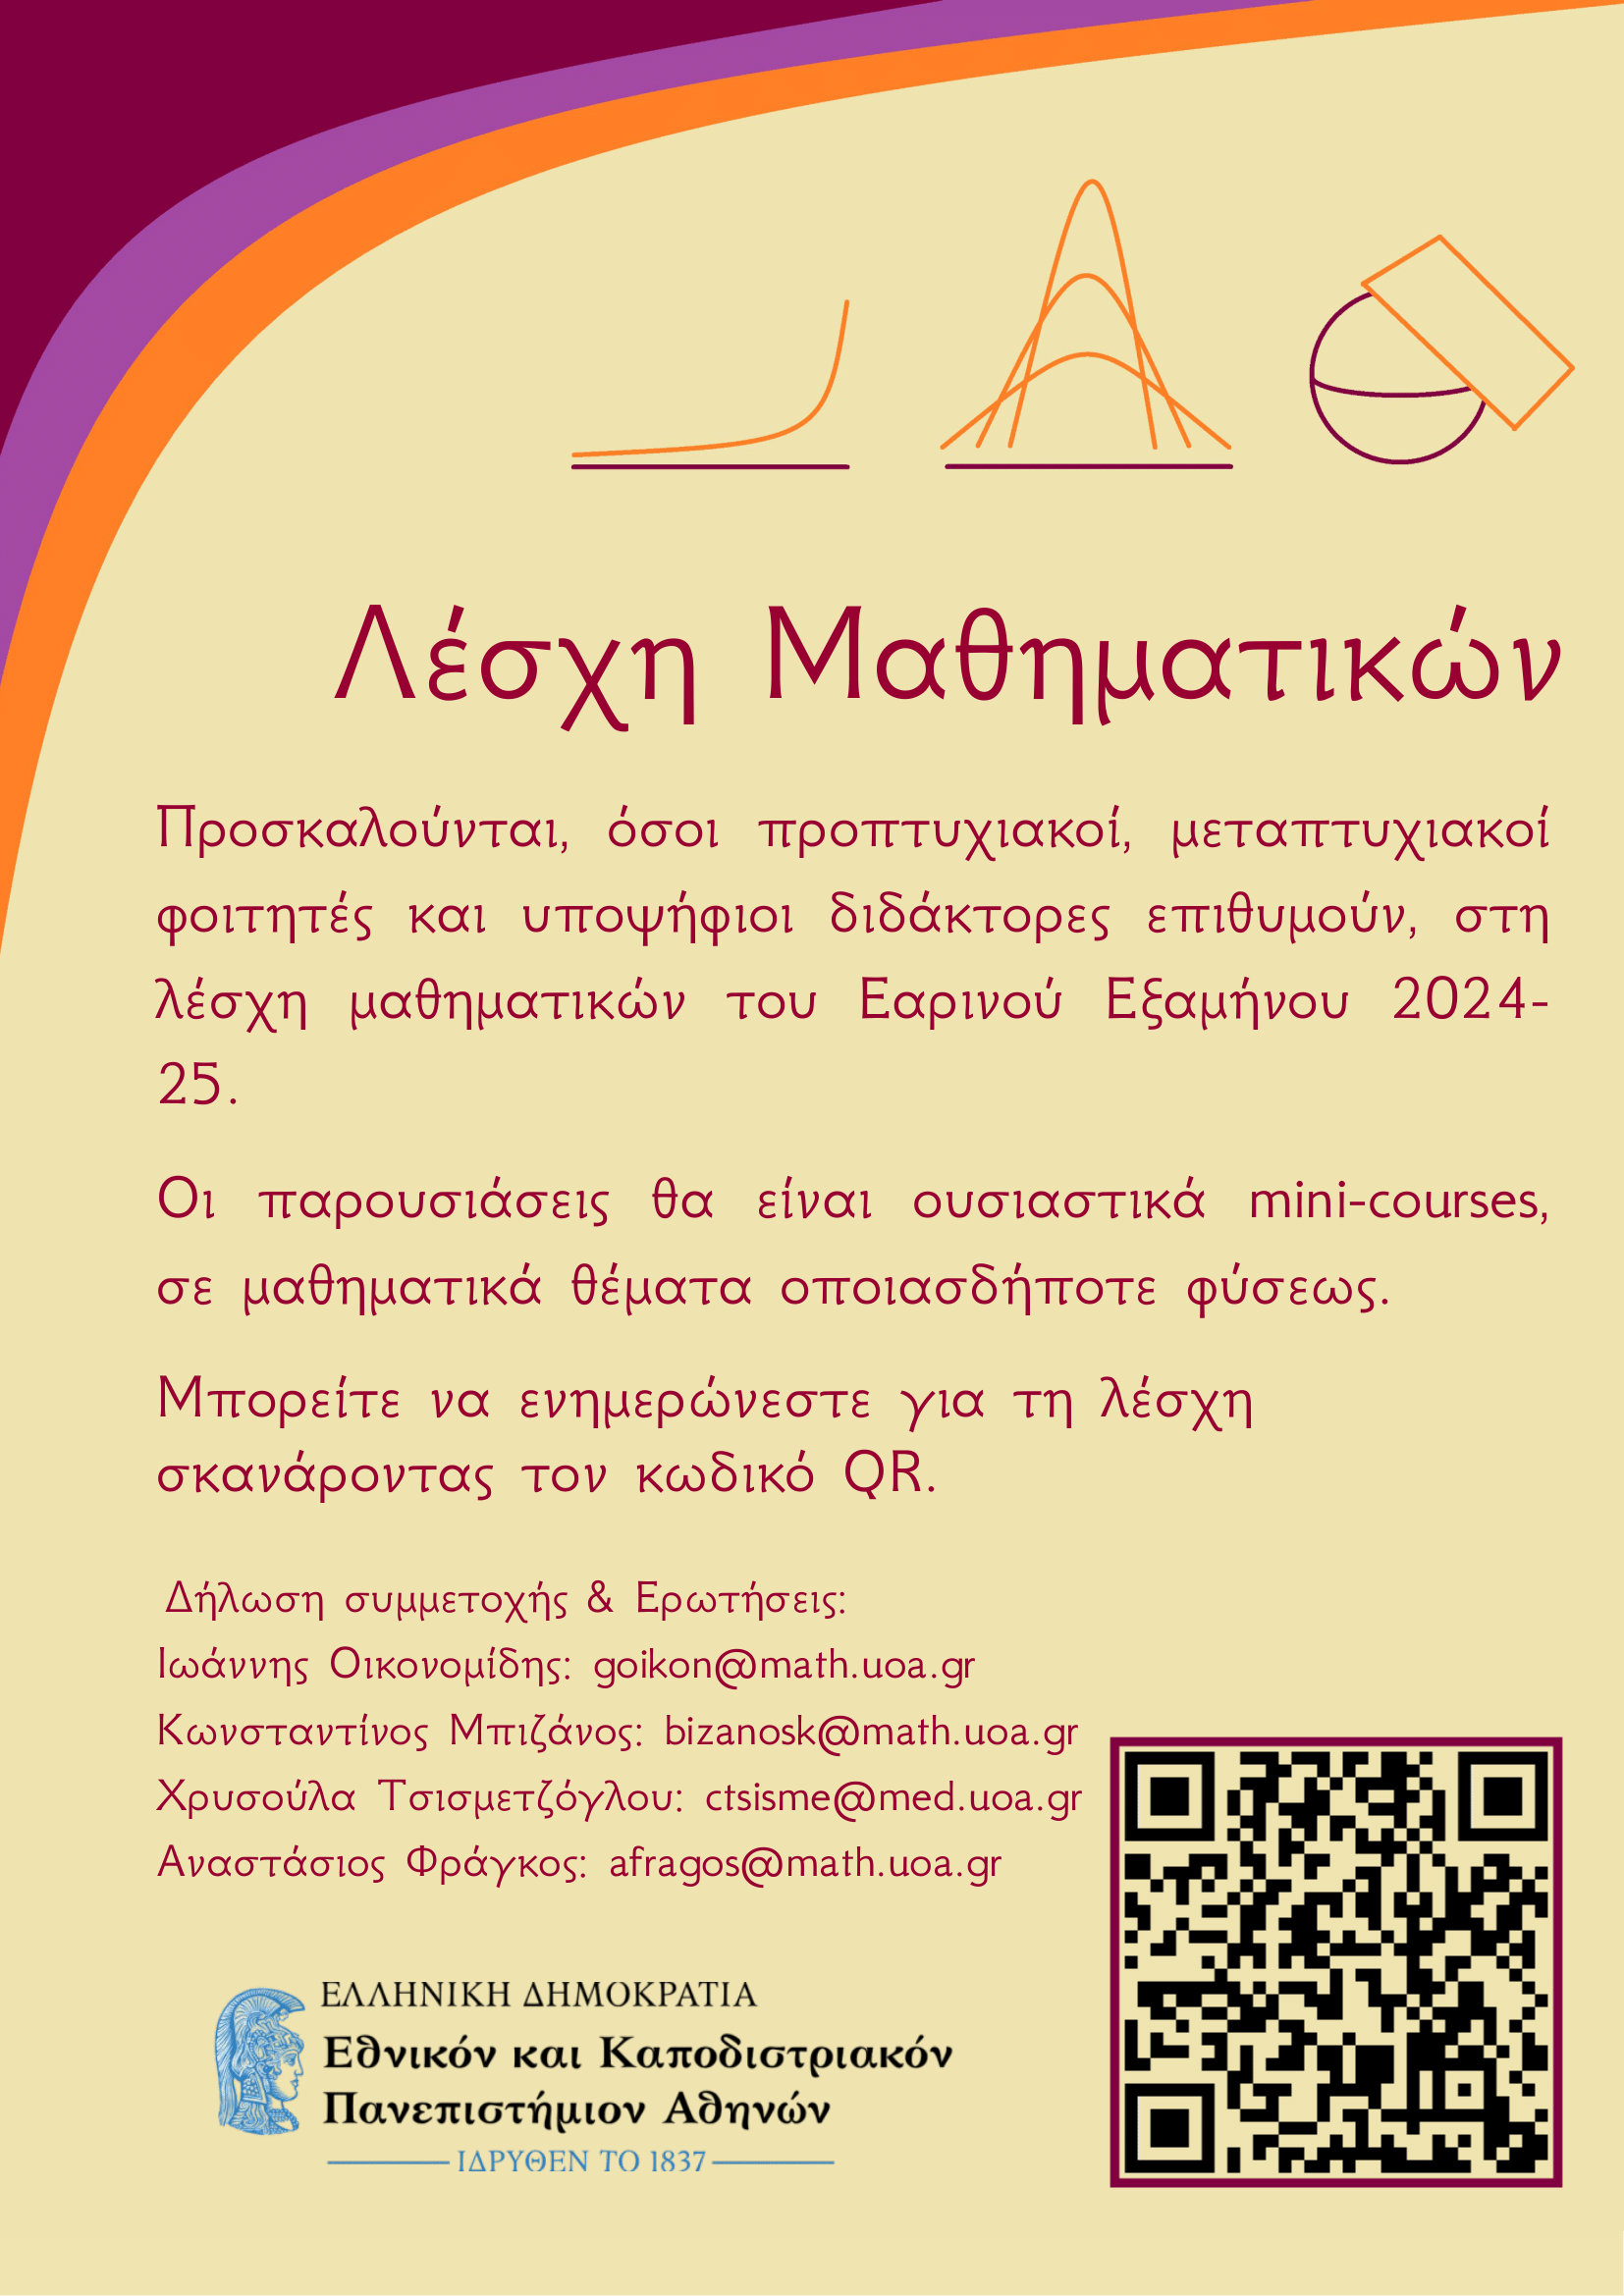 Λέσχη Μαθηματικών
Προσκαλούνται, όσοι προπτυχιακοί, μεταπτυχιακοί
φοιτητές και υποψήφιοι διδάκτορες επιθυμούν, στη
λέσχη μαθηματικών του Εαρινού Εξαμήνου 2024-
25.
Οι παρουσιάσεις θα είναι ουσιαστικά mini-courses,
σε μαθηματικά θέματα οποιασδήποτε φύσεως.
Μπορείτε να ενημερώνεστε για τη λέσχη
σκανάροντας τον κωδικό QR.
Δήλωση συμμετοχής & Ερωτήσεις:
Ιωάννης Οικονομίδης: goikon@math.uoa.gr
Κωνσταντίνος Μπιζάνος: bizanosk@math.uoa.gr
Χρυσούλα Τσισμετζόγλου: ctsisme@med.uoa.gr
Αναστάσιος Φράγκος: afragos@math.uoa.gr
ΕΛΛΗΝΙΚΗ ΔΗΜΟΚΡΑΤΙΑ
Εθνικόν και Καποδιστριακόν
Πανεπιστήμιον Αθηνών
ΙΔΡΥΘΕΝ ΤΟ 1837